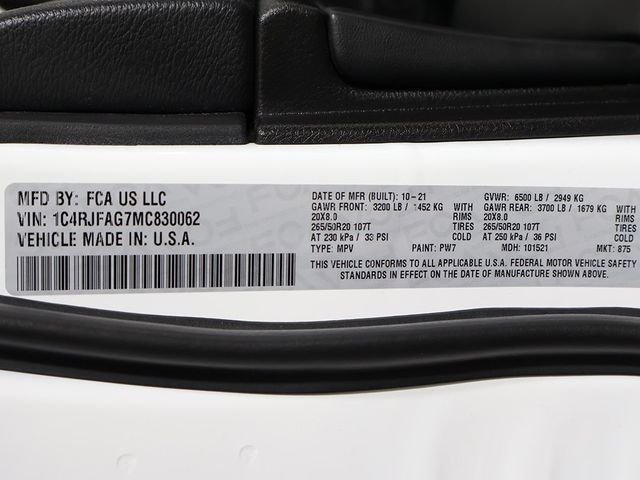 MFD BY: FCA US LLC
VIN: 1C4RJFAG7MC830062
VEHICLE MADE IN: U.S.A.
DATE OF MFR (BUILT): 10-21 GVWR: 6500 LB / 2949 KG
GAWR FRONT: 3200 LB / 1452 KG WITH GAWR REAR: 3700 LB / 1679 KG WITH
20X8.0 RIMS 20X8.0 RIMS
265/50R20 107T TIRES 265/50R20 107T TIRES
AT 230 kPa / 33 PSI COLD AT 250 kPa / 36 PSI COLD
TYPE: MPV PAINT: PW7 MDH: 101521 MKT: 875
THIS VEHICLE CONFORMS TO ALL APPLICABLE U.S.A. FEDERAL MOTOR VEHICLE SAFETY
STANDARDS IN EFFECT ON THE DATE OF MANUFACTURE SHOWN ABOVE.